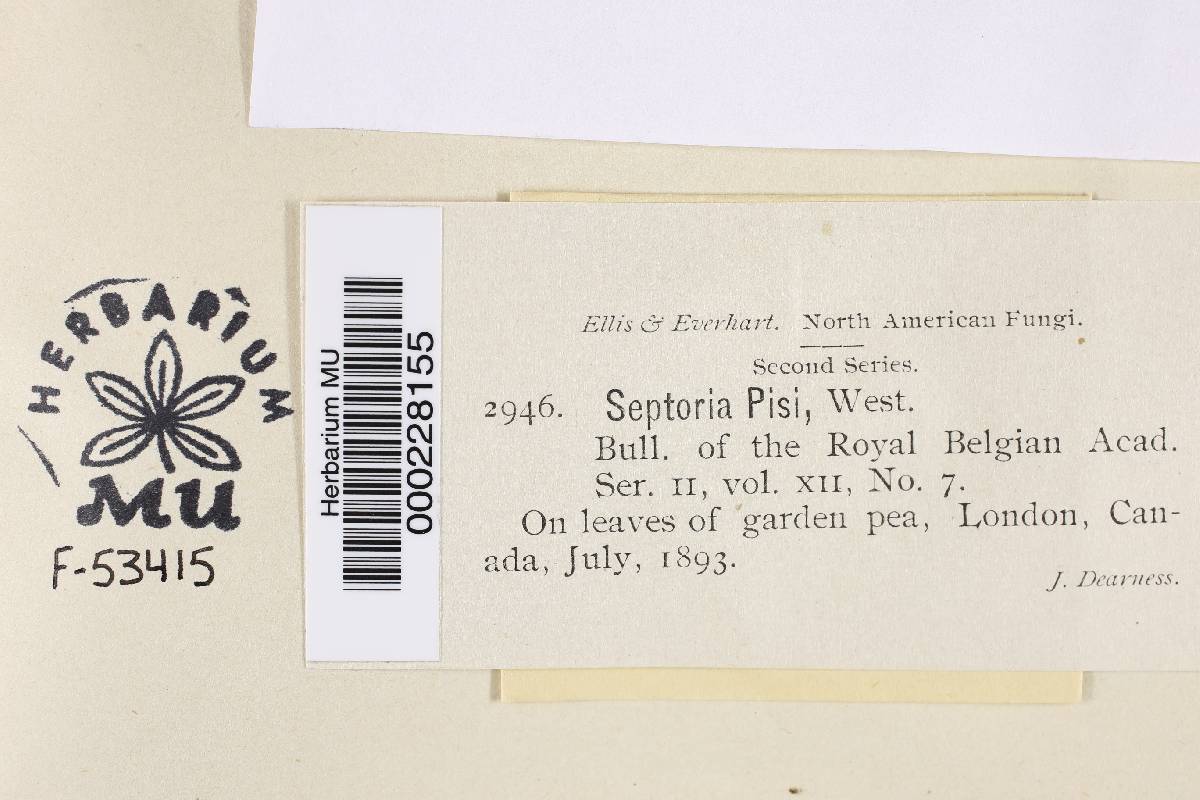 HERBARIUM
MU
F-53415
Herbarium MU
000228155
Ellis & Everhart. North American Fungi.
Second Series.
2946. Septoria Pisi, West.
Bull. of the Royal Belgian Acad.
Ser. II, vol. XII, No. 7.
On leaves of garden pea, London, Can-
ada, July, 1893.
J. Dearness.